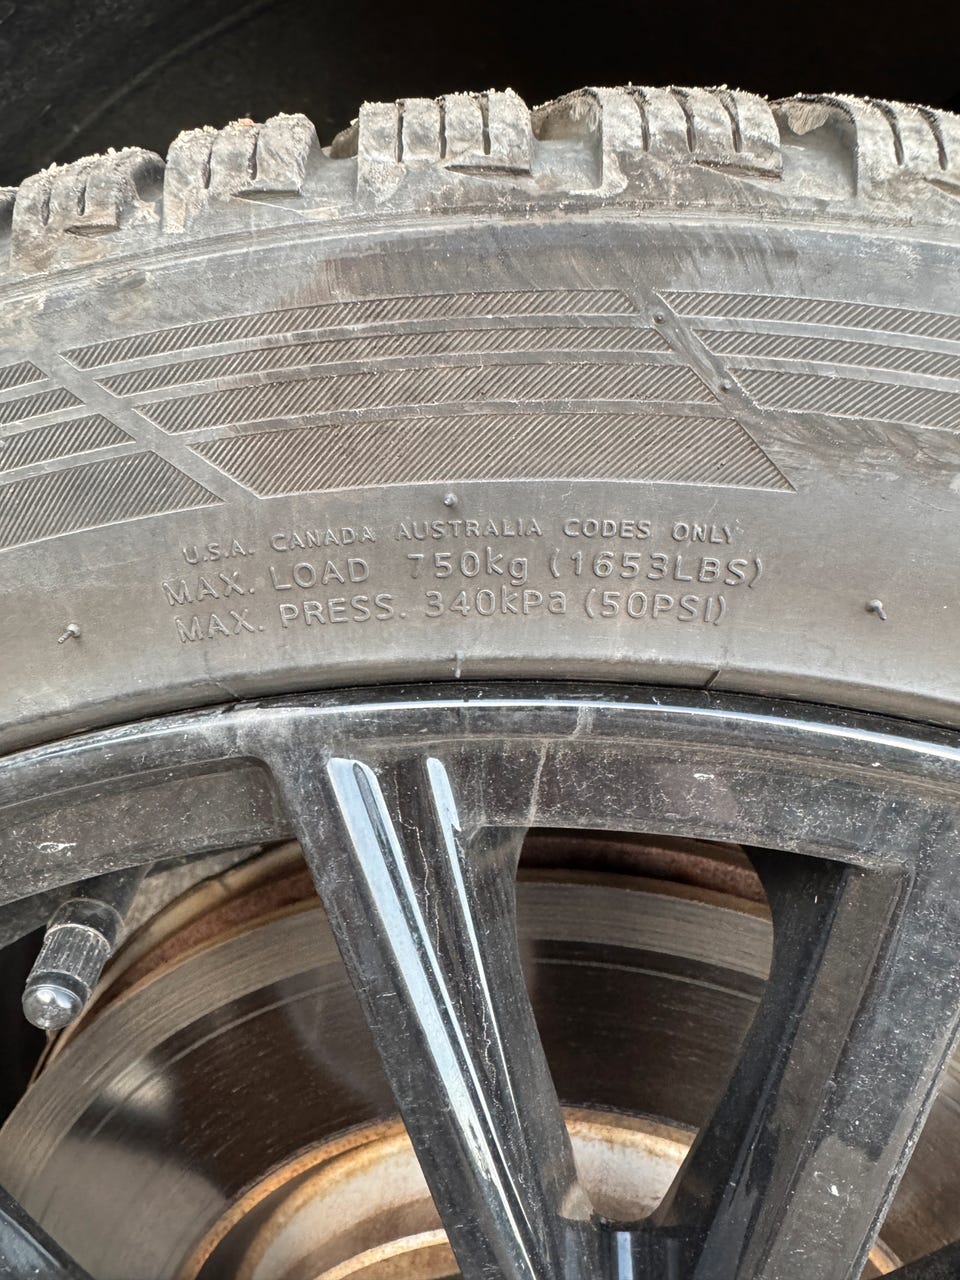 U.S.A. CANADA AUSTRALIA CODES ONLY
MAX. LOAD 750kg (1653LBS)
MAX. PRESS. 340kPa (50PSI)